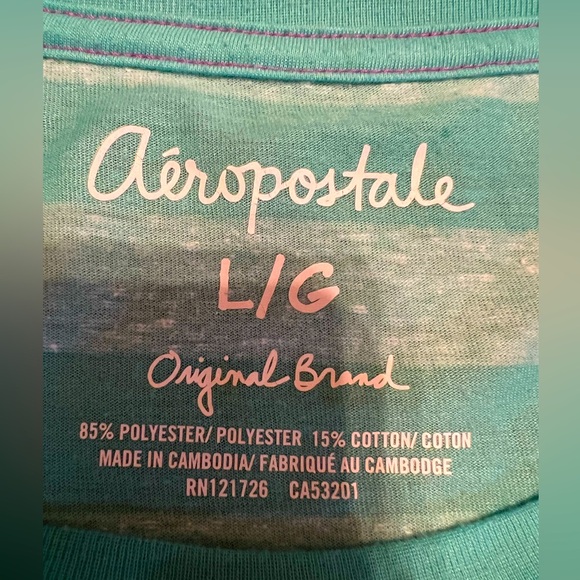 aéropostale
L/G
Original Brand
85% POLYESTER/ POLYESTER 15% COTTON/ COTON
MADE IN CAMBODIA/ FABRIQUÉ AU CAMBODGE
RN121726 CA53201